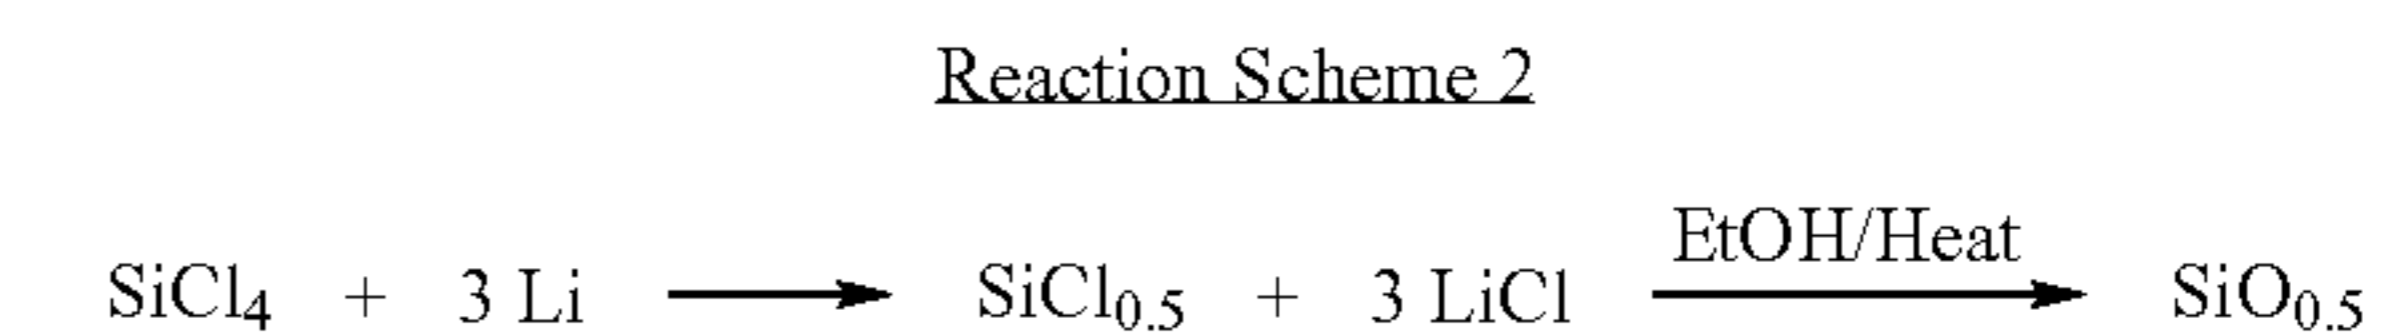 Reaction Scheme 2
EtOH/Heat
SiCl₄ + 3 Li ⟶ SiCl₀.₅ + 3 LiCl ⟶ SiO₀.₅